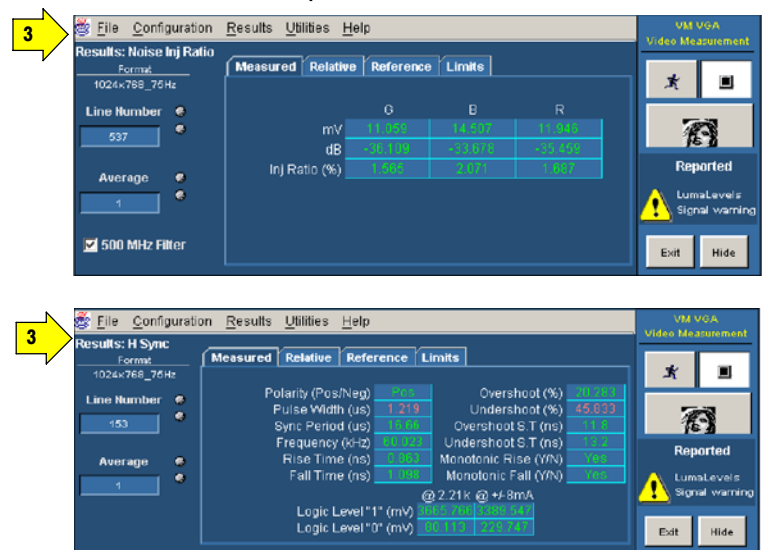 3
File Configuration Results Utilities Help
Results: Noise Inj Ratio
Format
1024x768_75Hz
Line Number
537
Average
1
500 MHz Filter
Measured Relative Reference Limits
G B R
mV 11.059 14.597 11.946
dB -36.109 -33.678 -35.459
Inj Ratio (%) 1.565 2.071 1.687
VM VGA
Video Measurement
Reported
LumaLevels
Signal warning
Exit Hide
3
File Configuration Results Utilities Help
Results: H Sync
Format
1024x768_75Hz
Line Number
153
Average
1
Measured Relative Reference Limits
Polarity (Pos/Neg) Pos Overshoot (%) 20.283
Pulse Width (us) 1.219 Undershoot (%) 45.833
Sync Period (us) 16.66 Overshoot S.T (ns) 11.8
Frequency (kHz) 60.023 Undershoot S.T (ns) 13.2
Rise Time (ns) 0.863 Monotonic Rise (Y/N) Yes
Fall Time (ns) 1.098 Monotonic Fall (Y/N) Yes
@ 2.21k @ +/-8mA
Logic Level "1" (mV) 3665.766 3389.547
Logic Level "0" (mV) 80.113 229.747
VM VGA
Video Measurement
Reported
LumaLevels
Signal warning
Exit Hide